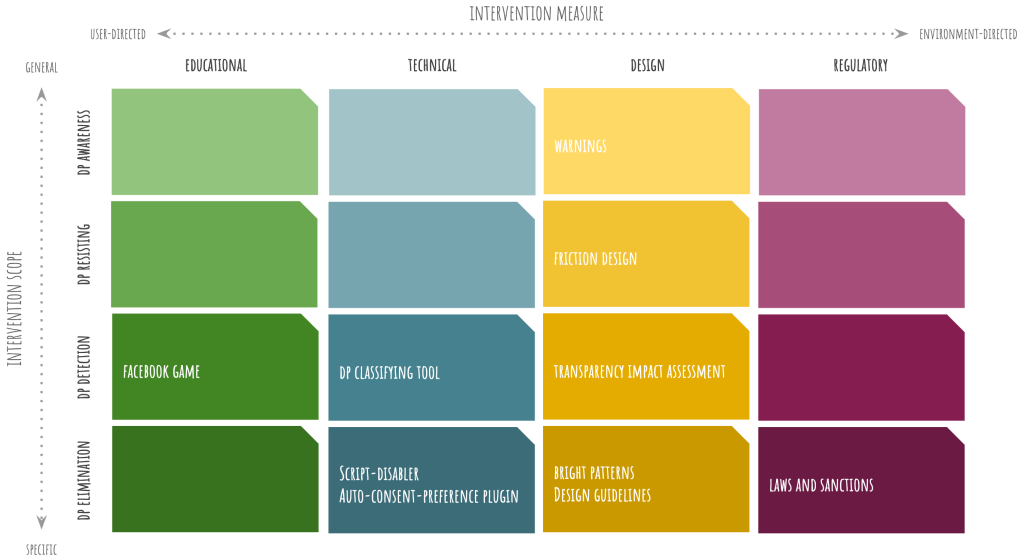 INTERVENTION MEASURE
USER-DIRECTED
ENVIRONMENT-DIRECTED
GENERAL
EDUCATIONAL
TECHNICAL
DESIGN
REGULATORY
DP AWARENESS
WARNINGS
DP RESISTING
FRICTION DESIGN
INTERVENTION SCOPE
DP DETECTION
FACEBOOK GAME
DP CLASSIFYING TOOL
TRANSPARENCY IMPACT ASSESSMENT
DP ELIMINATION
SCRIPT-DISABLER
AUTO-CONSENT-PREFERENCE PLUGIN
BRIGHT PATTERNS
DESIGN GUIDELINES
LAWS AND SANCTIONS
SPECIFIC